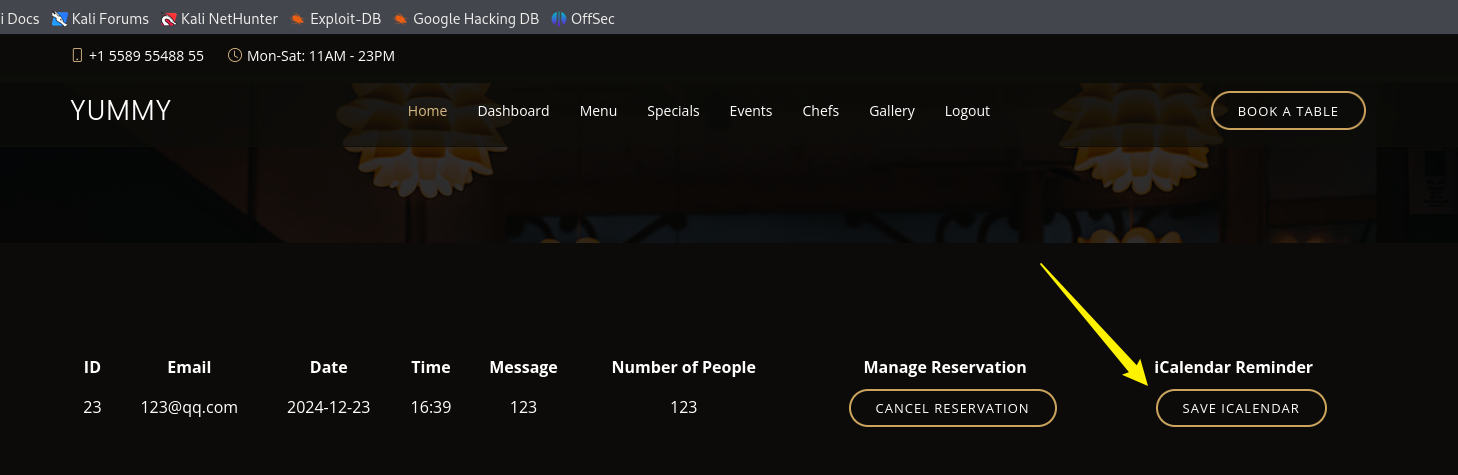 i Docs Kali Forums Kali NetHunter Exploit-DB Google Hacking DB OffSec
+1 5589 55488 55 Mon-Sat: 11AM - 23PM
YUMMY Home Dashboard Menu Specials Events Chefs Gallery Logout BOOK A TABLE
ID Email Date Time Message Number of People Manage Reservation iCalendar Reminder
23 123@qq.com 2024-12-23 16:39 123 123 CANCEL RESERVATION SAVE ICALENDAR